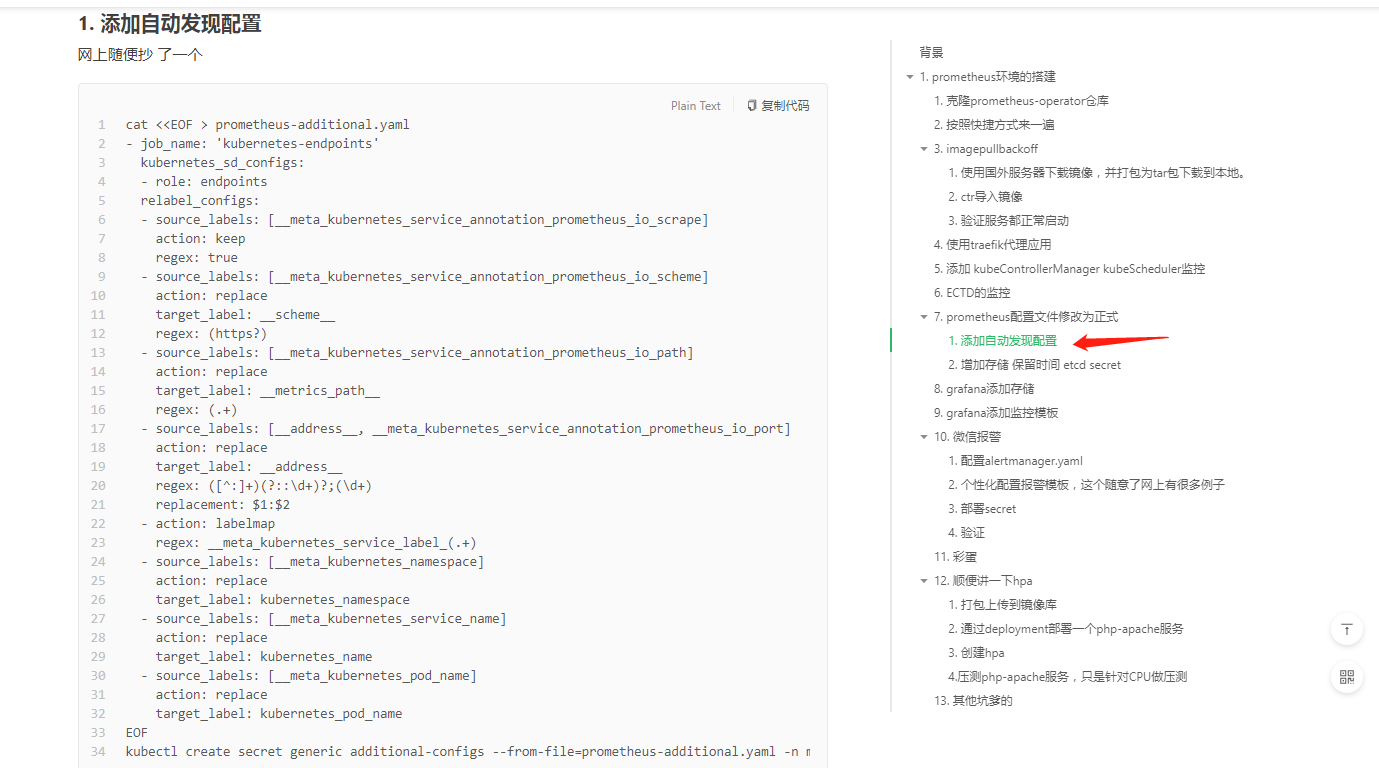 1. 添加自动发现配置
网上随便抄 了一个
Plain Text
复制代码
1 cat <<EOF > prometheus-additional.yaml
2 - job_name: 'kubernetes-endpoints'
3   kubernetes_sd_configs:
4   - role: endpoints
5   relabel_configs:
6   - source_labels: [__meta_kubernetes_service_annotation_prometheus_io_scrape]
7     action: keep
8     regex: true
9   - source_labels: [__meta_kubernetes_service_annotation_prometheus_io_scheme]
10     action: replace
11     target_label: __scheme__
12     regex: (https?)
13   - source_labels: [__meta_kubernetes_service_annotation_prometheus_io_path]
14     action: replace
15     target_label: __metrics_path__
16     regex: (.+)
17   - source_labels: [__address__, __meta_kubernetes_service_annotation_prometheus_io_port]
18     action: replace
19     target_label: __address__
20     regex: ([^:]+)(?::\d+)?;(\d+)
21     replacement: $1:$2
22   - action: labelmap
23     regex: __meta_kubernetes_service_label_(.+)
24   - source_labels: [__meta_kubernetes_namespace]
25     action: replace
26     target_label: kubernetes_namespace
27   - source_labels: [__meta_kubernetes_service_name]
28     action: replace
29     target_label: kubernetes_name
30   - source_labels: [__meta_kubernetes_pod_name]
31     action: replace
32     target_label: kubernetes_pod_name
33 EOF
34 kubectl create secret generic additional-configs --from-file=prometheus-additional.yaml -n
背景
1. prometheus环境的搭建
1. 克隆prometheus-operator仓库
2. 按照快捷方式来一遍
3. imagepullbackoff
1. 使用国外服务器下载镜像，并打包为tar包下载到本地。
2. ctr导入镜像
3. 验证服务都正常启动
4. 使用traefik代理应用
5. 添加 kubeControllerManager kubeScheduler监控
6. ECTD的监控
7. prometheus配置文件修改为正式
1. 添加自动发现配置
2. 增加存储 保留时间 etcd secret
8. grafana添加存储
9. grafana添加监控模板
10. 微信报警
1. 配置alertmanager.yaml
2. 个性化配置报警模板，这个随意了网上有很多例子
3. 部署secret
4. 验证
11. 彩蛋
12. 顺便讲一下hpa
1. 打包上传到镜像库
2. 通过deployment部署一个php-apache服务
3. 创建hpa
4.压测php-apache服务，只是针对CPU做压测
13. 其他坑爹的